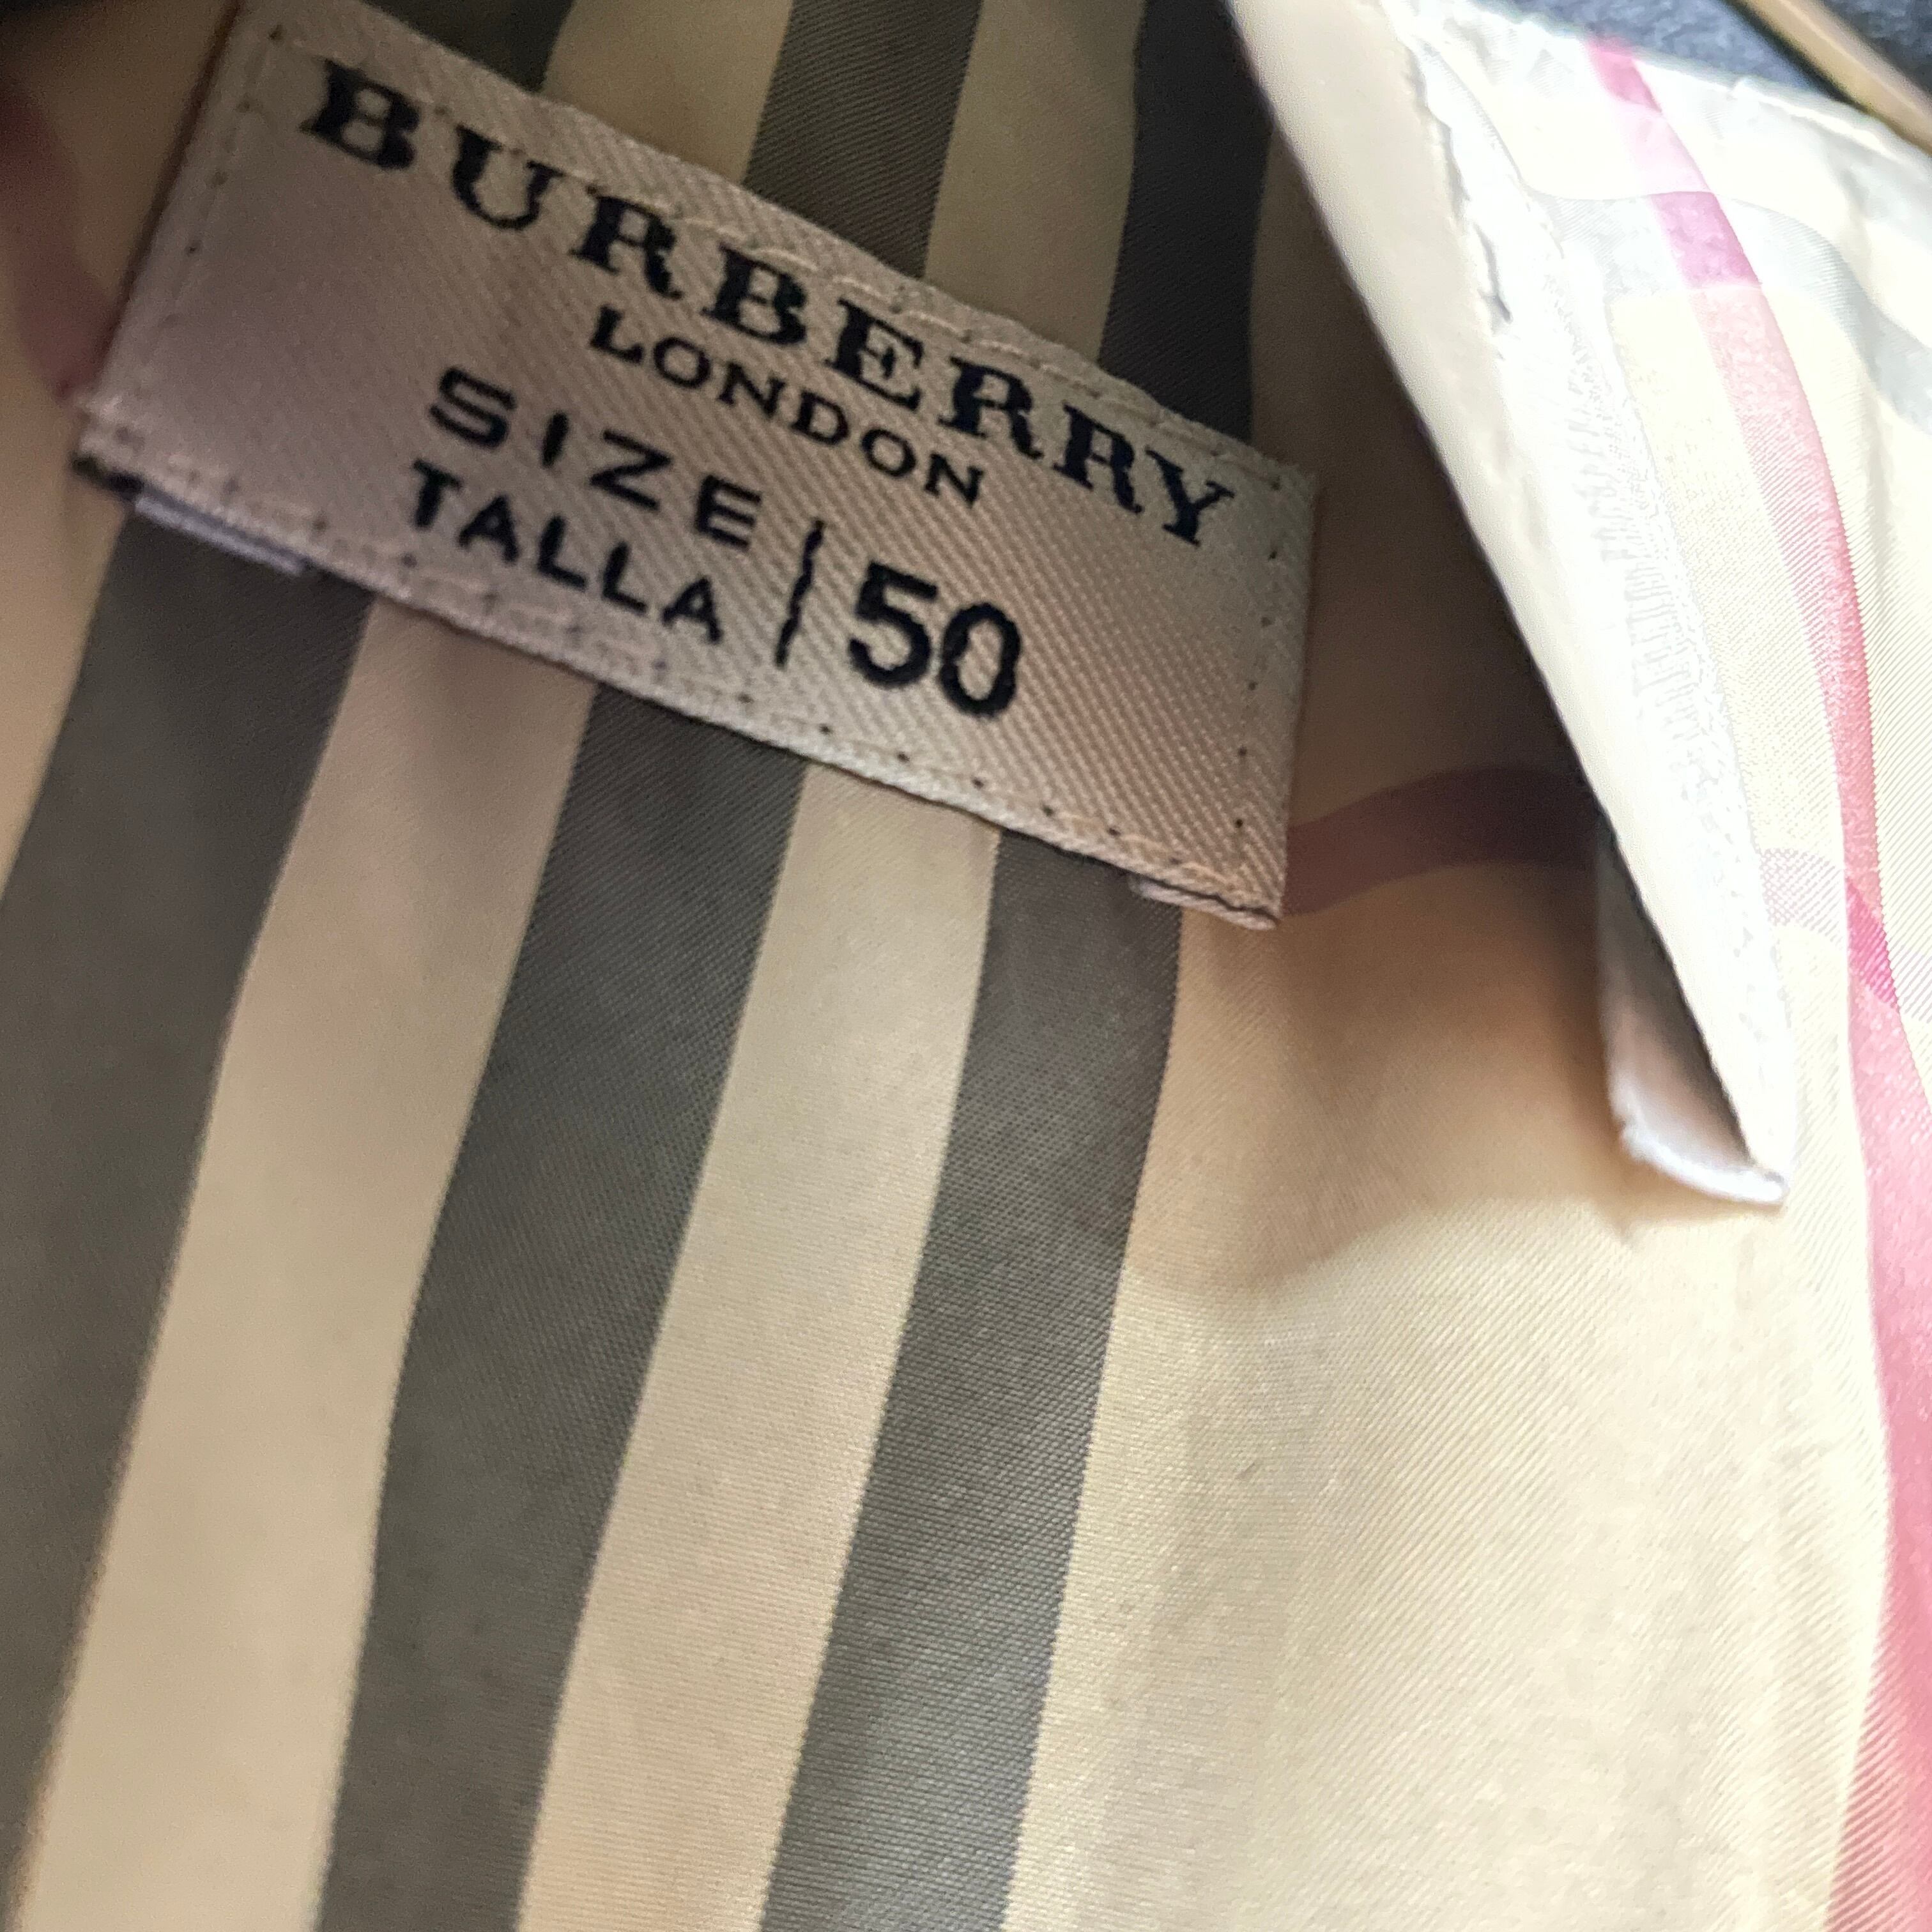 BURBERRY
LONDON
SIZE
TALLA | 50